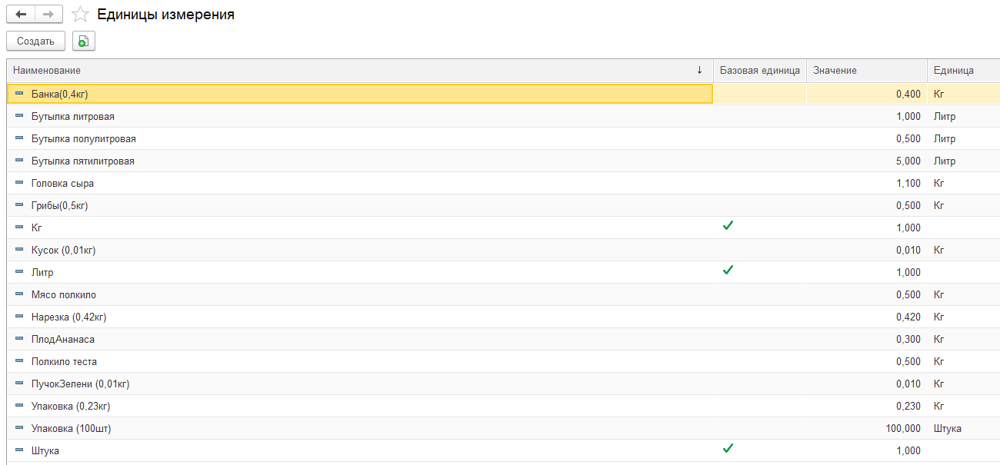 Единицы измерения
Создать
Наименование ↓ Базовая единица Значение Единица
Банка(0,4кг) 0,400 Кг
Бутылка литровая 1,000 Литр
Бутылка полулитровая 0,500 Литр
Бутылка пятилитровая 5,000 Литр
Головка сыра 1,100 Кг
Грибы(0,5кг) 0,500 Кг
Кг 1,000
Кусок (0,01кг) 0,010 Кг
Литр 1,000
Мясо полкило 0,500 Кг
Нарезка (0,42кг) 0,420 Кг
ПлодАнанаса 0,300 Кг
Полкило теста 0,500 Кг
ПучокЗелени (0,01кг) 0,010 Кг
Упаковка (0,23кг) 0,230 Кг
Упаковка (100шт) 100,000 Штука
Штука 1,000